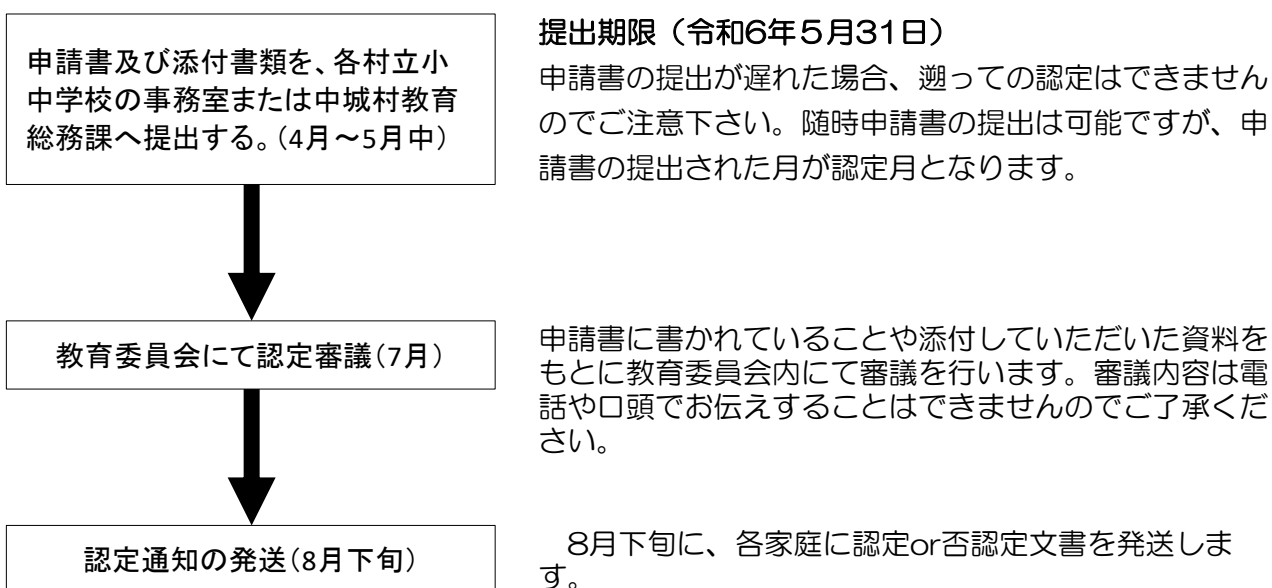 申請書及び添付書類を、各村立小
中学校の事務室または中城村教育
総務課へ提出する。（4月～5月中）
提出期限（令和6年５月31日）
申請書の提出が遅れた場合、遡っての認定はできません
のでご注意下さい。随時申請書の提出は可能ですが、申
請書の提出された月が認定月となります。
教育委員会にて認定審議（7月）
申請書に書かれていることや添付していただいた資料を
もとに教育委員会内にて審議を行います。審議内容は電
話や口頭でお伝えすることはできませんのでご了承くだ
さい。
認定通知の発送（8月下旬）
8月下旬に、各家庭に認定or否認定文書を発送しま
す。